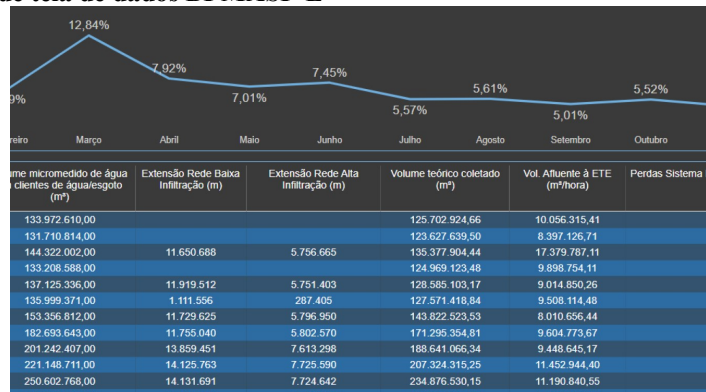 12,84%
7,92%
7,45%
9%
7,01%
5,57%
5,61%
5,01%
5,52%
reiro Março Abril Maio Junho Julho Agosto Setembro Outubro
me micromedido de água Extensão Rede Baixa Extensão Rede Alta Volume teórico coletado Vol. Afluente à ETE Perdas Sistema
clientes de água/esgoto Infiltração (m) Infiltração (m) (m³) (m³/hora)
(m³)
133.972.610,00 125.702.924,66 10.056.315,41
131.710.814,00 123.627.639,50 8.397.126,71
144.322.002,00 11.650.688 5.756.665 135.377.904,44 17.379.787,11
133.208.588,00 124.969.123,48 9.898.754,11
137.125.336,00 11.919.512 5.751.403 128.585.103,17 9.014.850,26
135.999.371,00 1.111.556 287.405 127.571.418,84 9.508.114,48
153.356.812,00 11.729.625 5.796.950 143.822.523,53 8.010.656,44
182.693.643,00 11.755.040 5.802.570 171.295.354,81 9.604.773,67
201.242.407,00 13.859.451 7.613.298 188.641.066,34 9.448.645,17
221.148.711,00 14.125.763 7.725.590 207.324.315,25 11.452.944,40
250.602.768,00 14.131.691 7.724.642 234.876.530,15 11.190.840,55